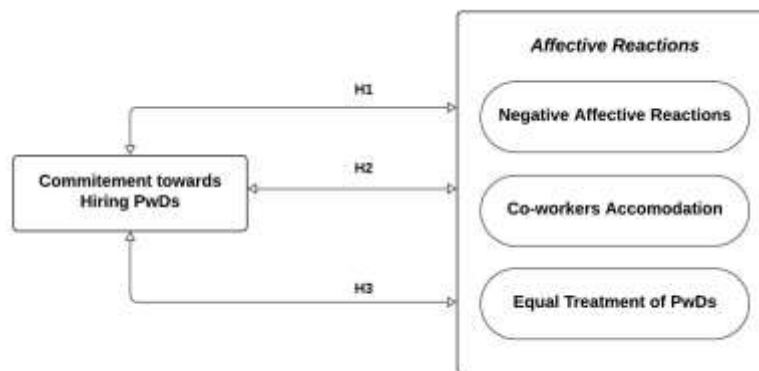 Affective Reactions
H1
Negative Affective Reactions
Commitement towards
Hiring PwDs
H2
Co-workers Accomodation
H3
Equal Treatment of PwDs